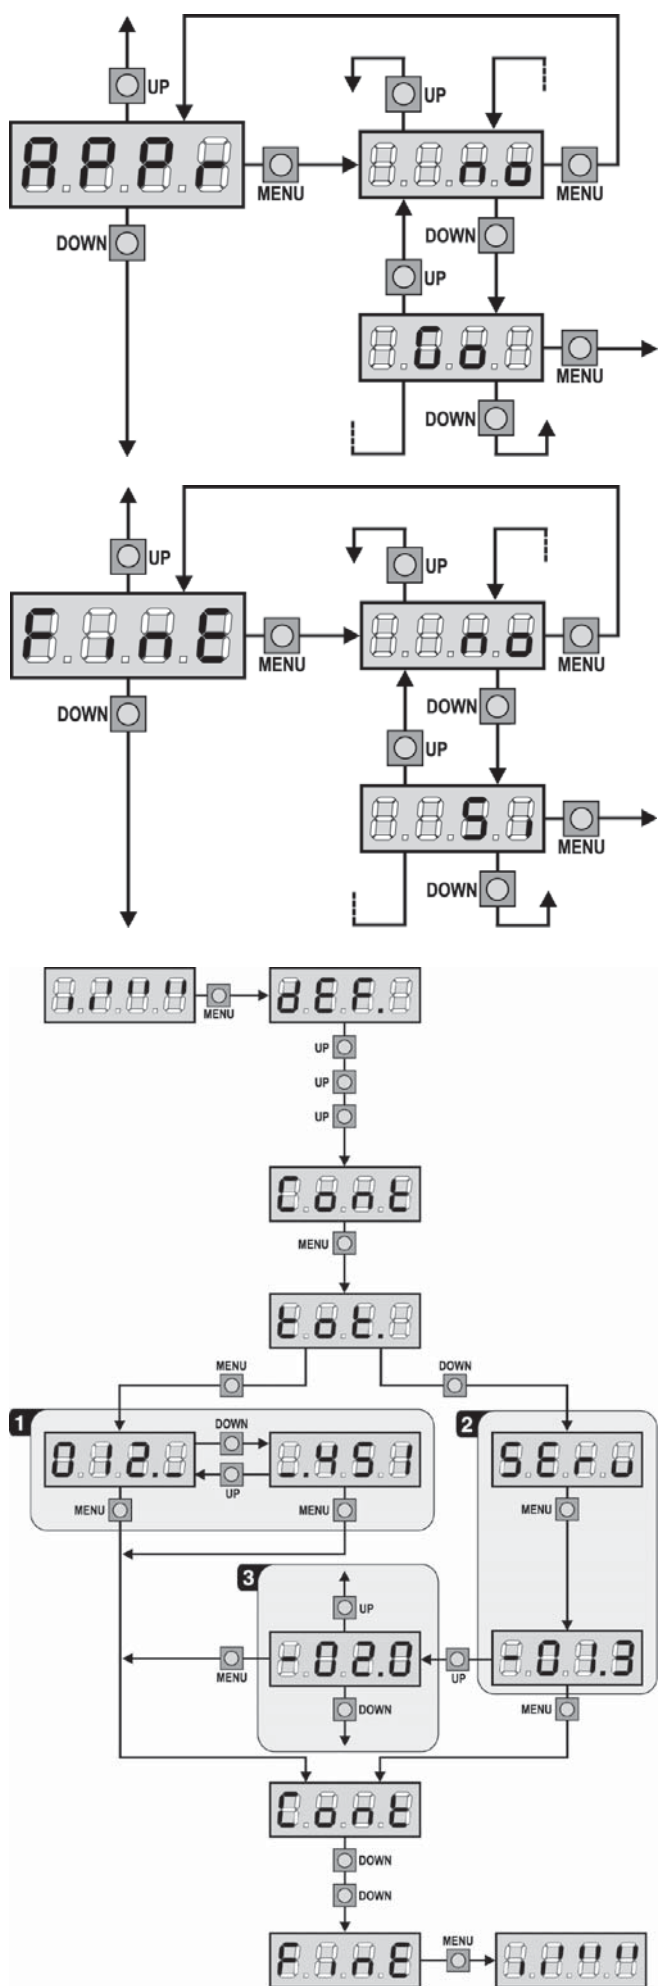 UP
UP
APPr
MENU
no
MENU
DOWN
DOWN
UP
Go
MENU
DOWN
UP
UP
FinE
MENU
no
MENU
DOWN
DOWN
UP
Si
MENU
DOWN
MENU
dEF.
UP
UP
UP
Cont
MENU
tot.
MENU
DOWN
1
DOWN
2
012._
_.451
SErv
UP
MENU
MENU
MENU
3
UP
-02.0
-01.3
MENU
UP
DOWN
MENU
Cont
DOWN
DOWN
FinE
MENU